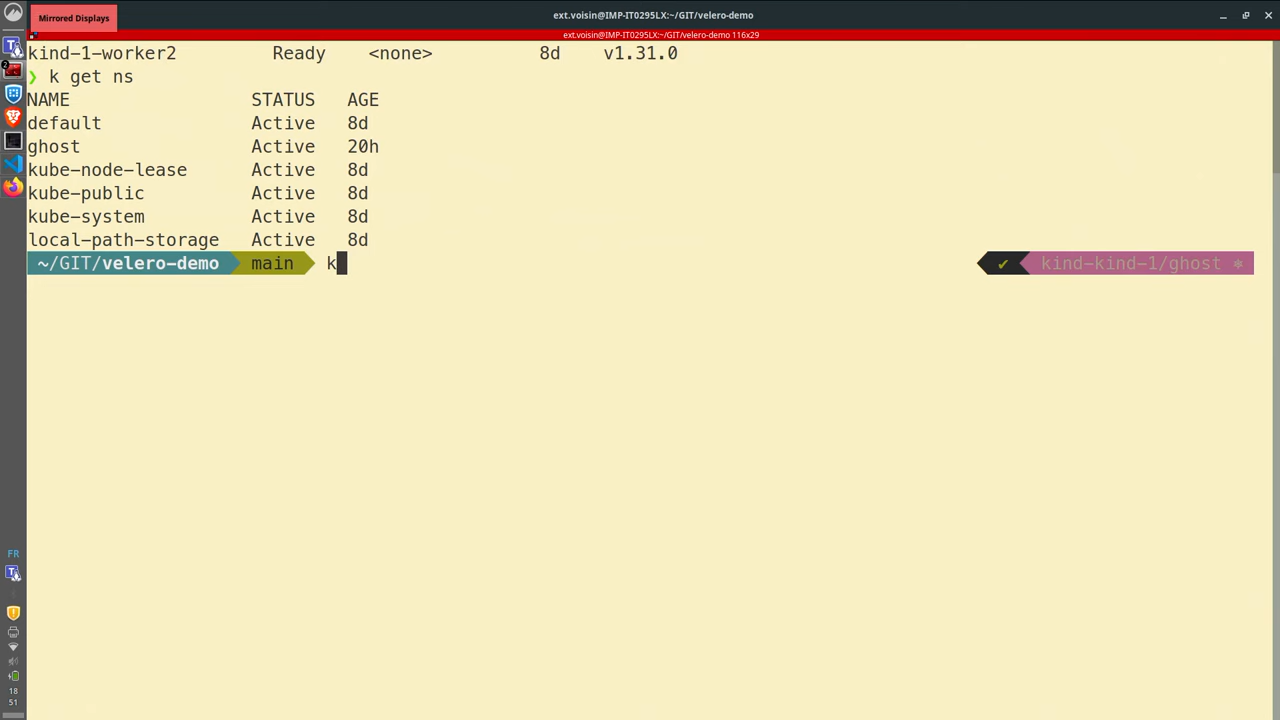 Mirrored Displays
ext.voisin@IMP-IT0295LX:~/GIT/velero-demo
ext.voisin@IMP-IT0295LX:~/GIT/velero-demo 116x29
kind-1-worker2 Ready <none> 8d v1.31.0
❯ k get ns
NAME STATUS AGE
default Active 8d
ghost Active 20h
kube-node-lease Active 8d
kube-public Active 8d
kube-system Active 8d
local-path-storage Active 8d
~/GIT/velero-demo main k ✔ kind-kind-1/ghost ⎈
2
FR
18
51